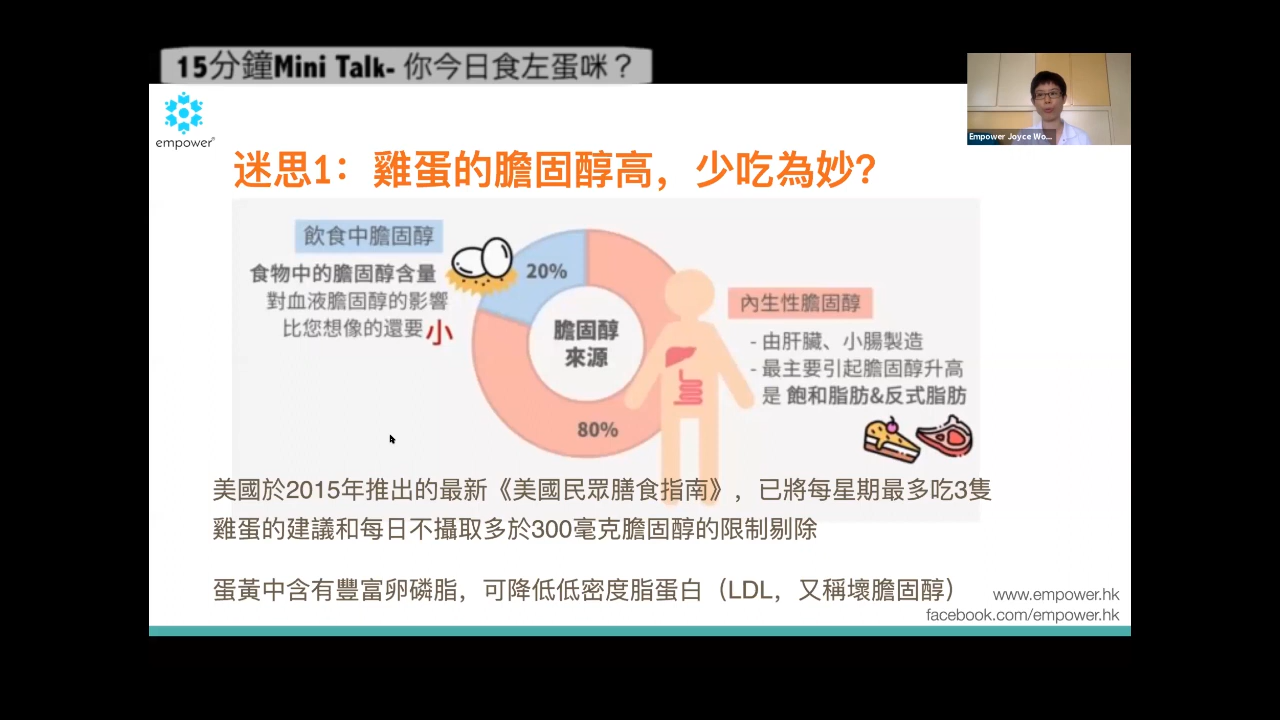 15分鐘Mini Talk- 你今日食左蛋咪？
empower
Empower Joyce Wo...
迷思1：雞蛋的膽固醇高，少吃為妙?
飲食中膽固醇
食物中的膽固醇含量
對血液膽固醇的影響
比您想像的還要小
20%
膽固醇
來源
80%
內生性膽固醇
- 由肝臟、小腸製造
- 最主要引起膽固醇升高
是 飽和脂肪&反式脂肪
美國於2015年推出的最新《美國民眾膳食指南》，已將每星期最多吃3隻
雞蛋的建議和每日不攝取多於300毫克膽固醇的限制剔除
蛋黃中含有豐富卵磷脂，可降低低密度脂蛋白（LDL，又稱壞膽固醇）
www.empower.hk
facebook.com/empower.hk